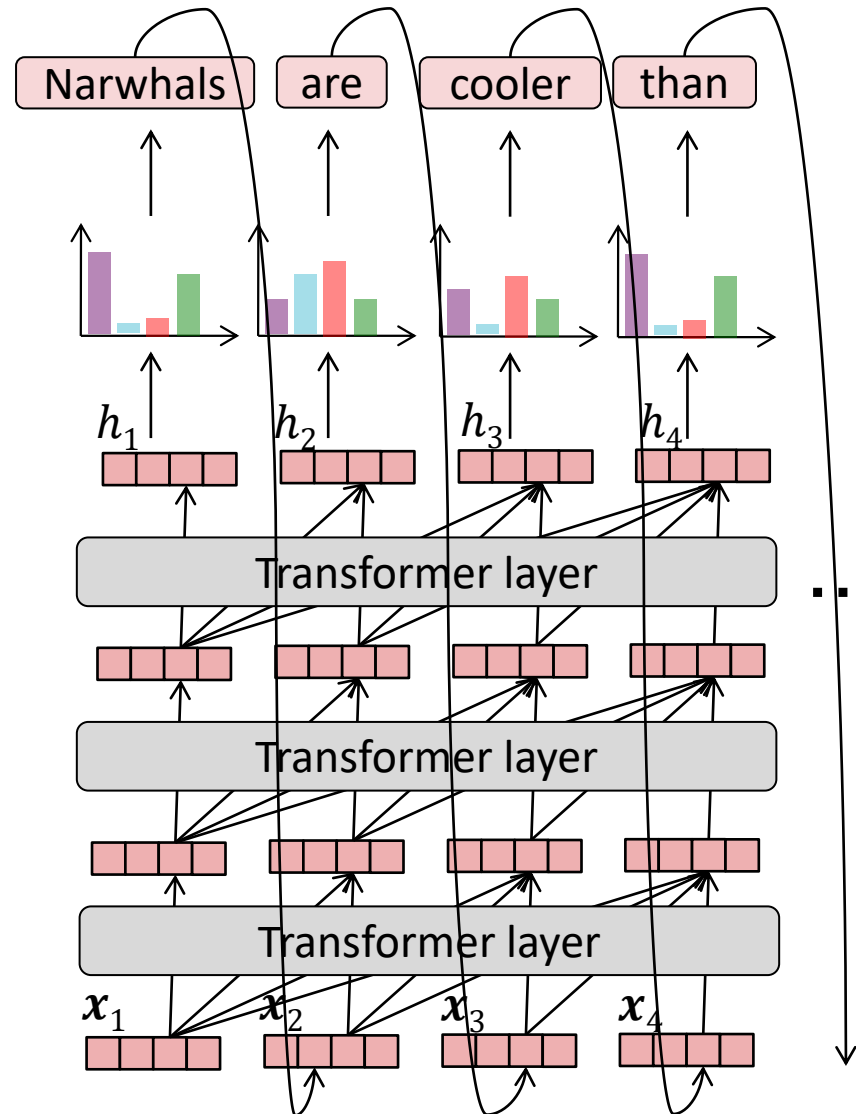 Narwhals are cooler than
h₁ h₂ h₃ h₄
Transformer layer
..
Transformer layer
Transformer layer
x₁ x₂ x₃ x₄